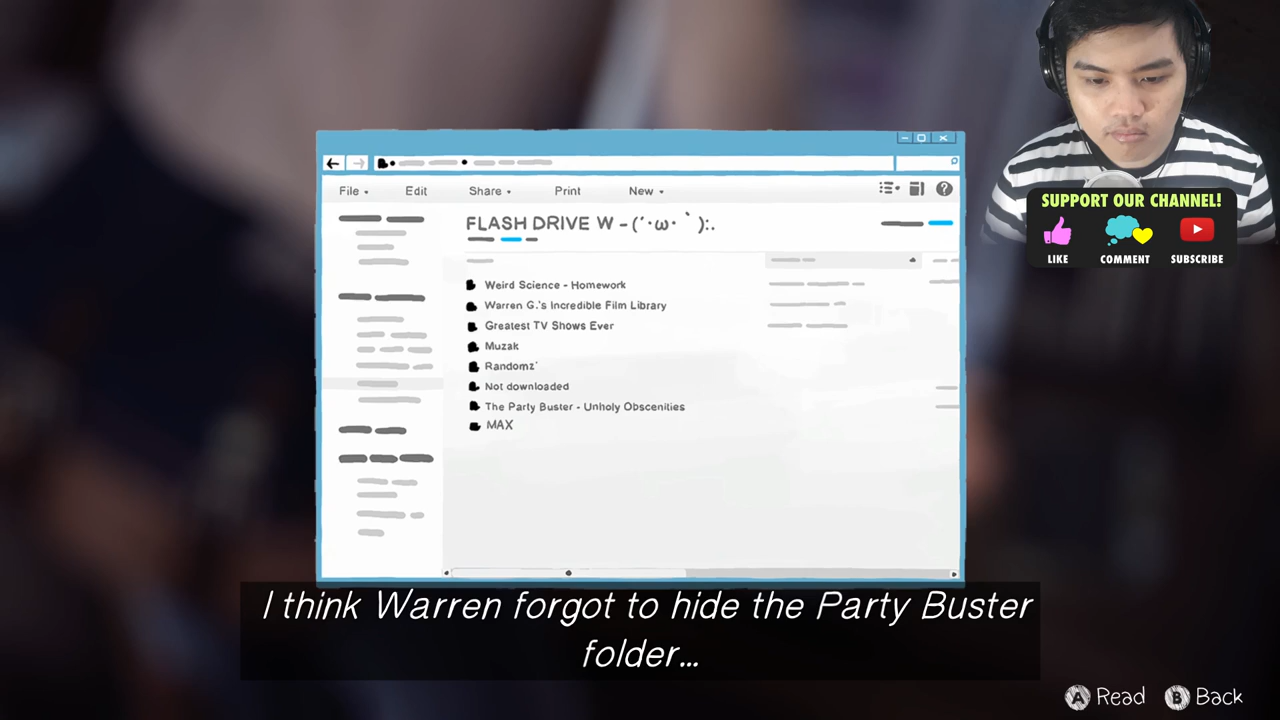 SUPPORT OUR CHANNEL!
LIKE COMMENT SUBSCRIBE
File Edit Share Print New
FLASH DRIVE W -(´･ω･｀):.
Weird Science - Homework
Warren G.'s Incredible Film Library
Greatest TV Shows Ever
Muzak
Randomz'
Not downloaded
The Party Buster - Unholy Obscenities
MAX
I think Warren forgot to hide the Party Buster
folder...
A Read B Back